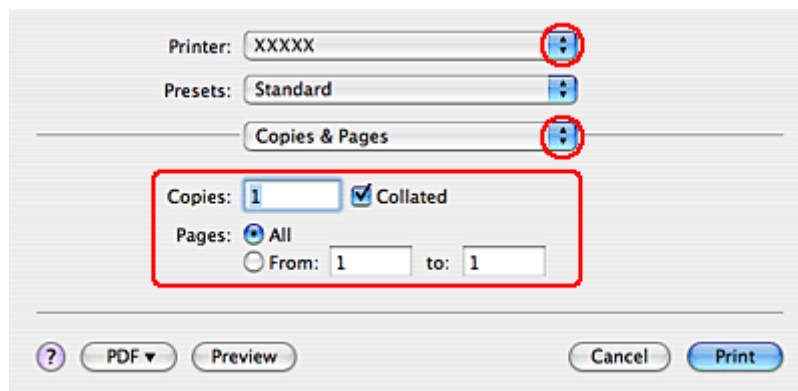 Printer: XXXXX
Presets: Standard
Copies & Pages
Copies: 1 Collated
Pages: All
From: 1 to: 1
? PDF Preview Cancel Print